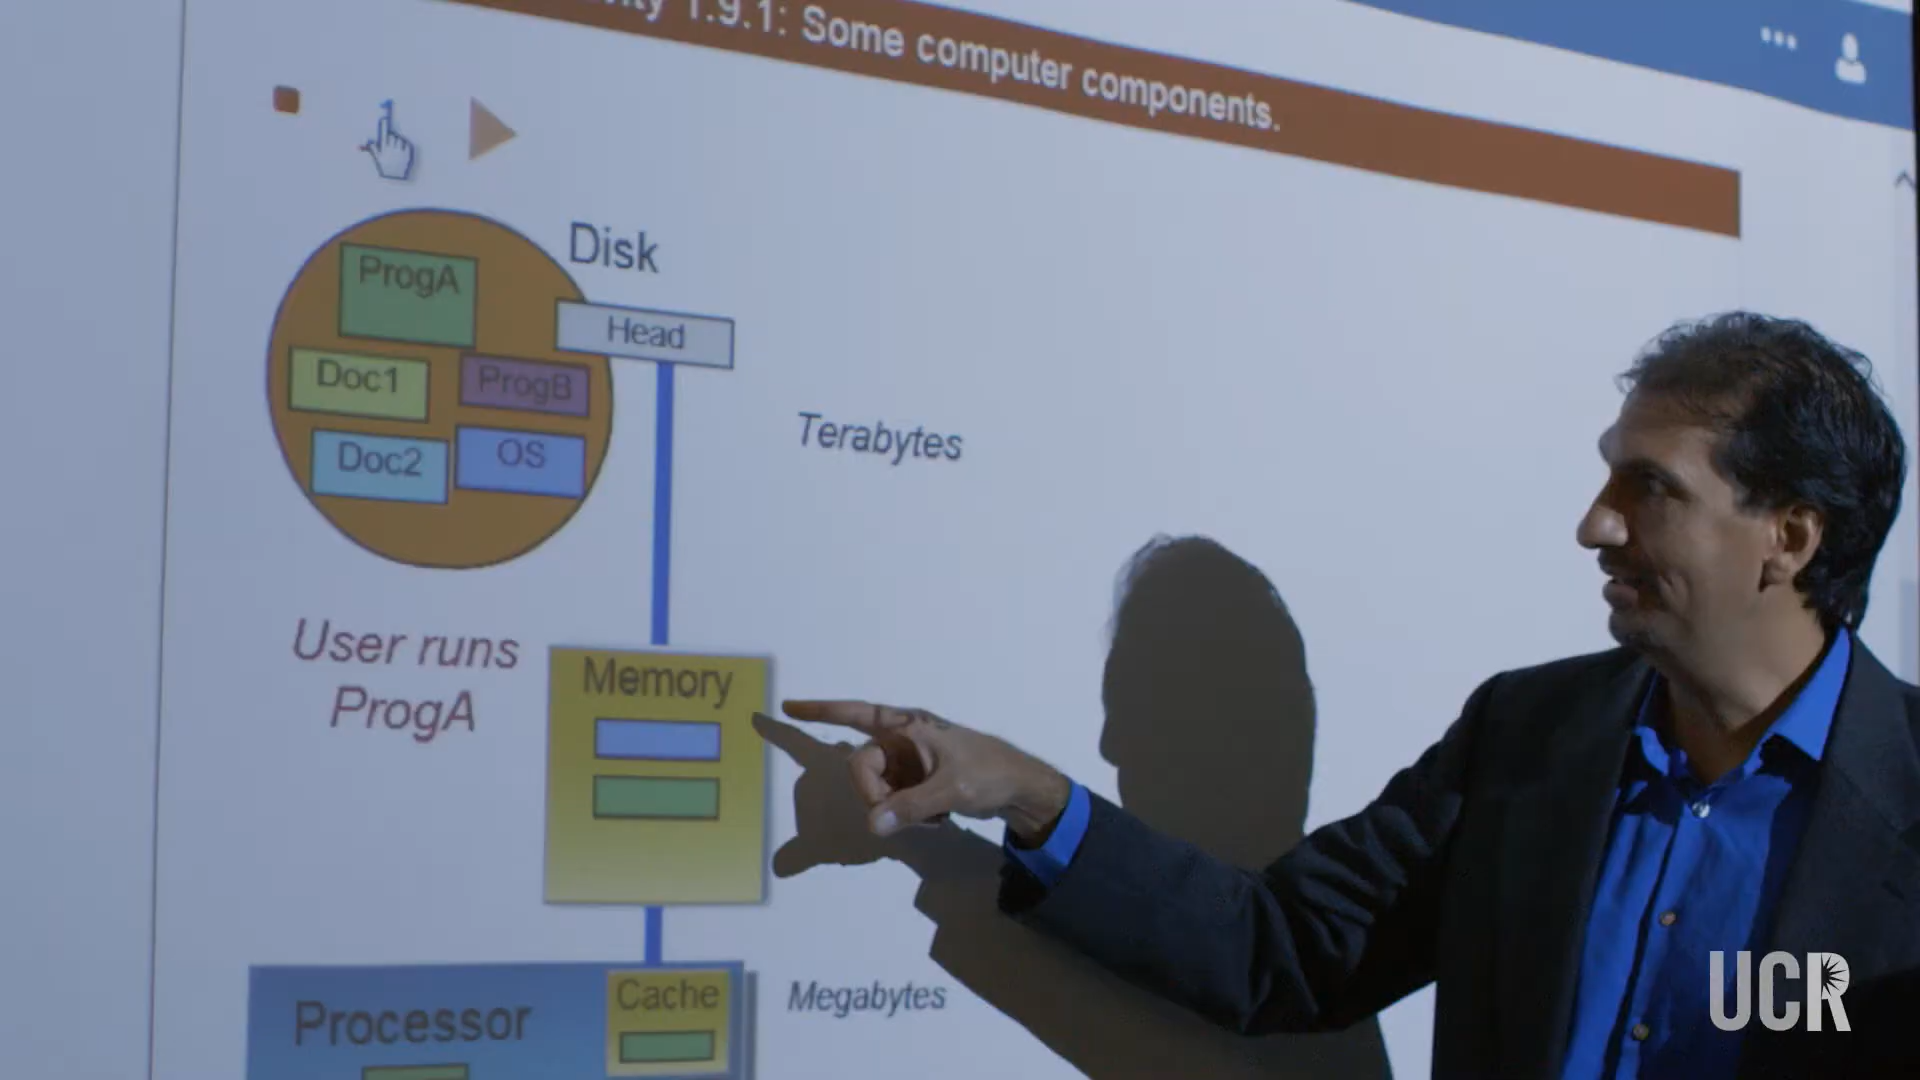 1.9.1: Some computer components.
Disk
ProgA
Head
Doc1
ProgB
Doc2
OS
Terabytes
User runs
ProgA
Memory
Processor
Cache
Megabytes
UCR